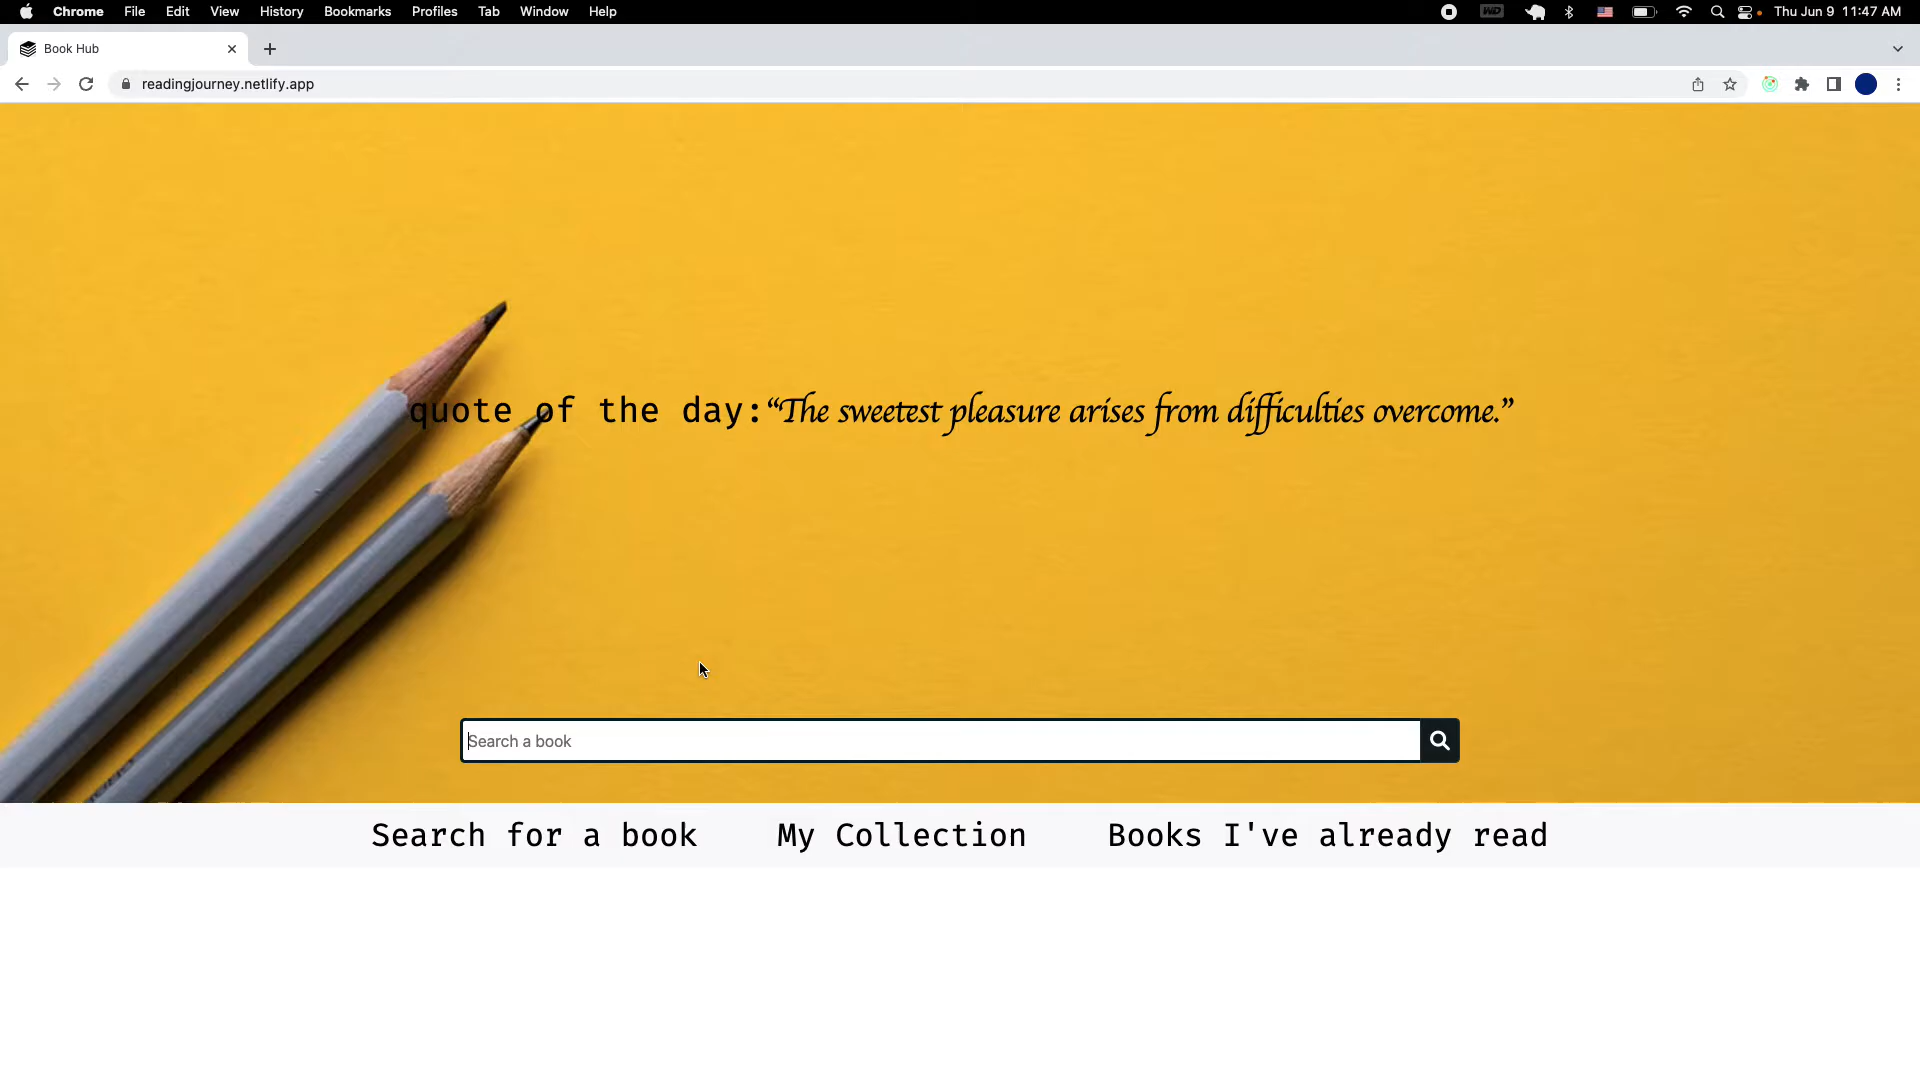 Chrome File Edit View History Bookmarks Profiles Tab Window Help WD Thu Jun 9 11:47 AM
Book Hub
readingjourney.netlify.app
quote of the day:“The sweetest pleasure arises from difficulties overcome.”
Search a book
Search for a book My Collection Books I've already read